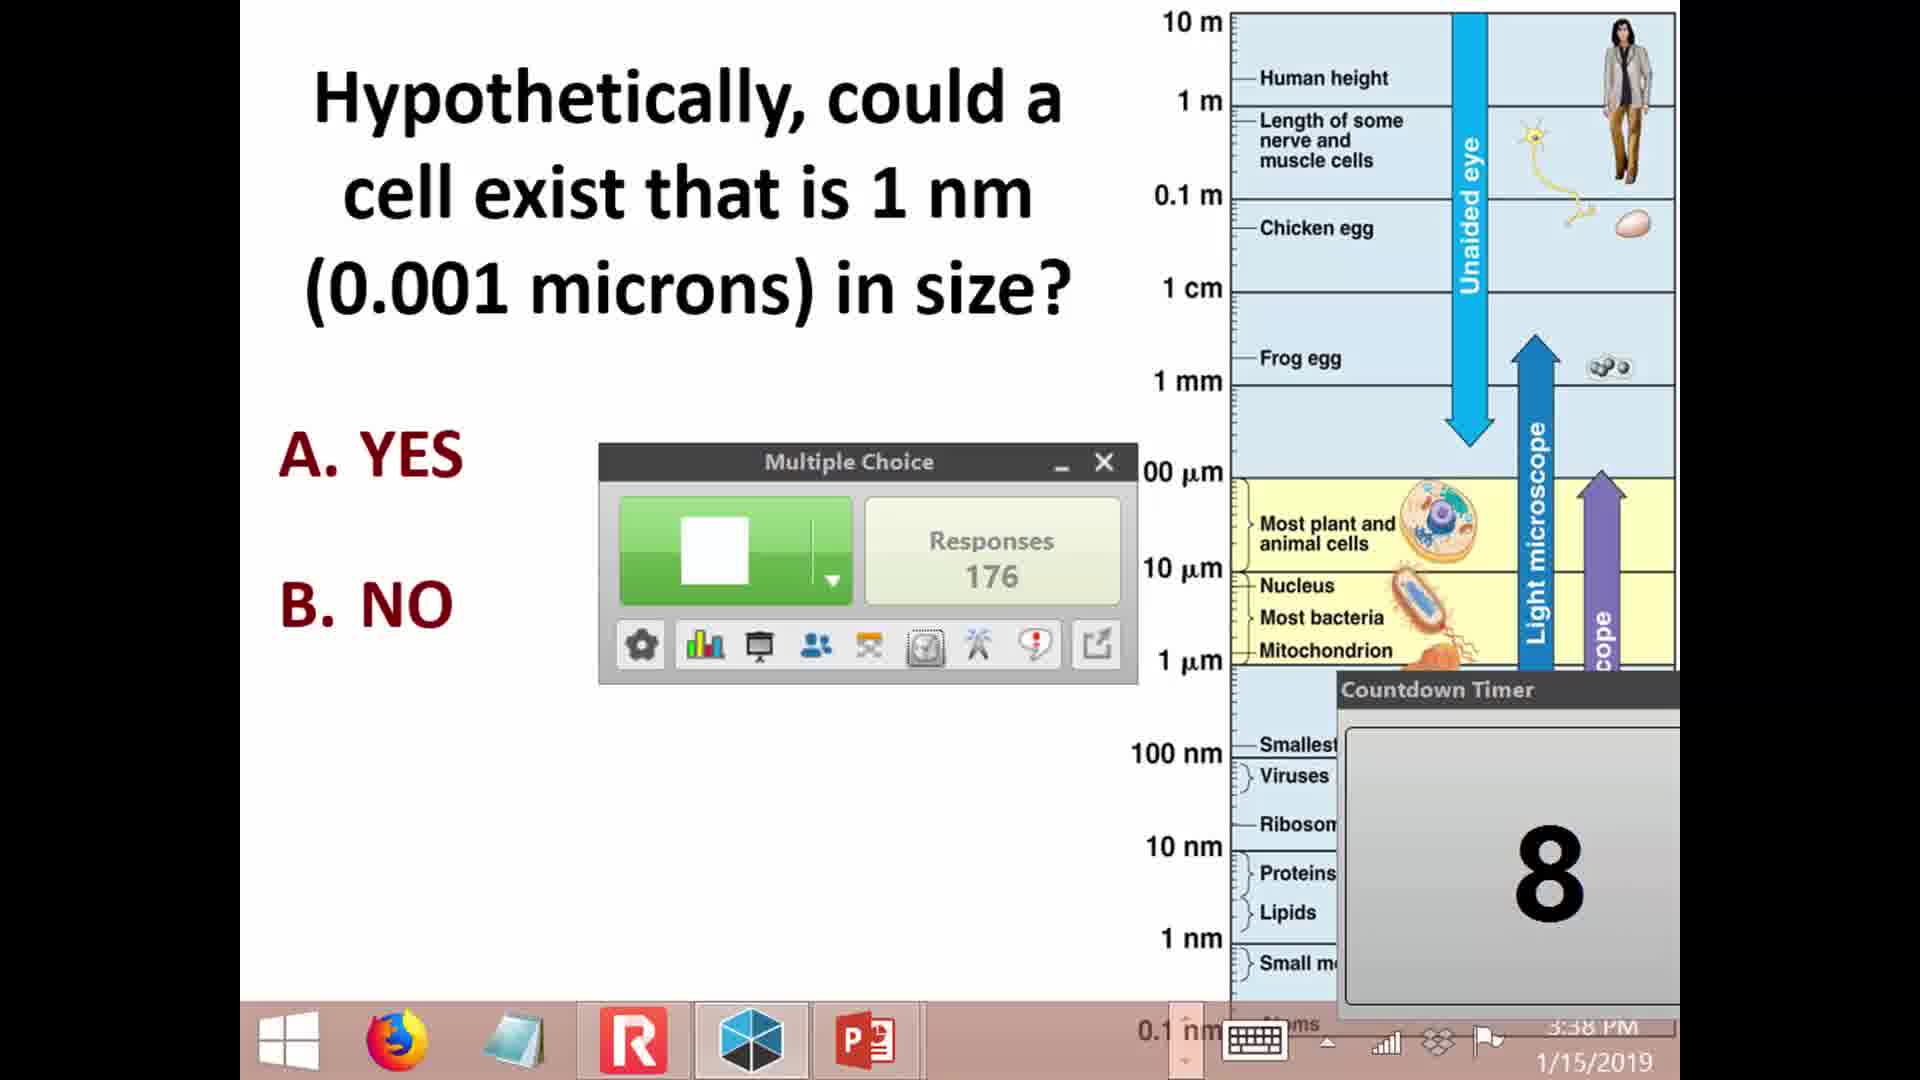 Hypothetically, could a
cell exist that is 1 nm
(0.001 microns) in size?
A. YES
B. NO
Multiple Choice
Responses
176
10 m
Human height
1 m
Length of some
nerve and
muscle cells
0.1 m
Chicken egg
1 cm
Frog egg
1 mm
00 µm
Most plant and
animal cells
10 µm
Nucleus
Most bacteria
Mitochondrion
1 µm
Smallest
100 nm
Viruses
Ribosom
10 nm
Proteins
Lipids
1 nm
Small m
0.1 nm
Unaided eye
Light microscope
cope
Countdown Timer
8
3:38 PM
1/15/2019